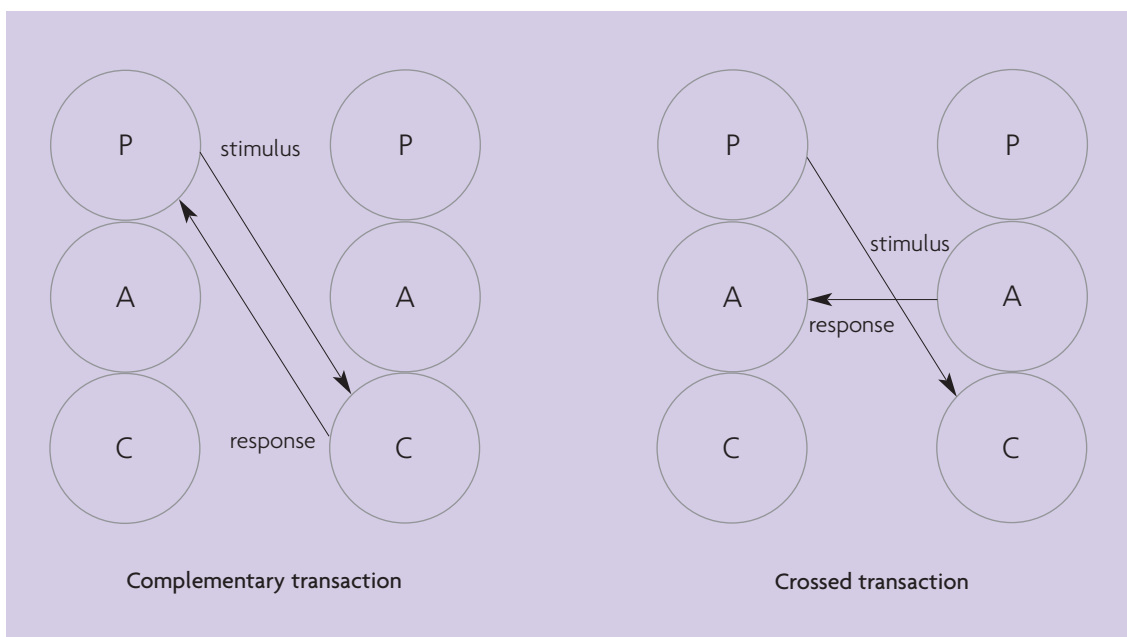 P
stimulus
P
A
A
response
C
C
Complementary transaction
P
P
stimulus
A
A
response
C
C
Crossed transaction